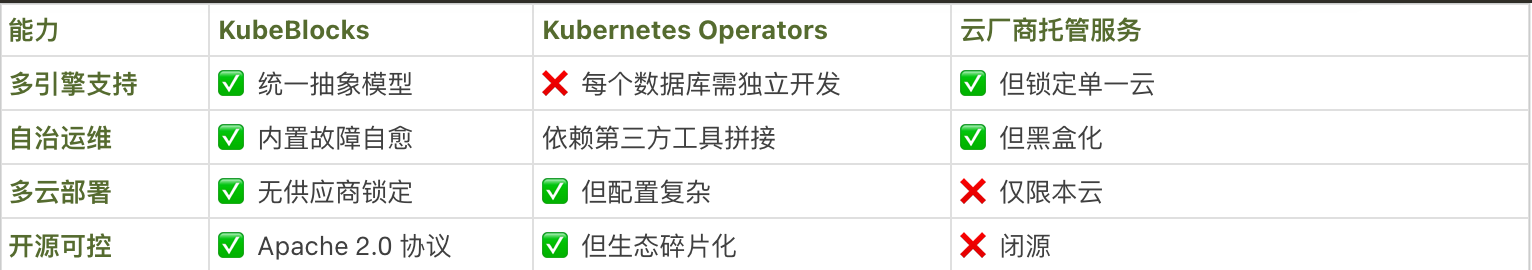 能力 KubeBlocks Kubernetes Operators 云厂商托管服务
多引擎支持 ✅ 统一抽象模型 ❌ 每个数据库需独立开发 ✅ 但锁定单一云
自治运维 ✅ 内置故障自愈 依赖第三方工具拼接 ✅ 但黑盒化
多云部署 ✅ 无供应商锁定 ✅ 但配置复杂 ❌ 仅限本云
开源可控 ✅ Apache 2.0 协议 ✅ 但生态碎片化 ❌ 闭源